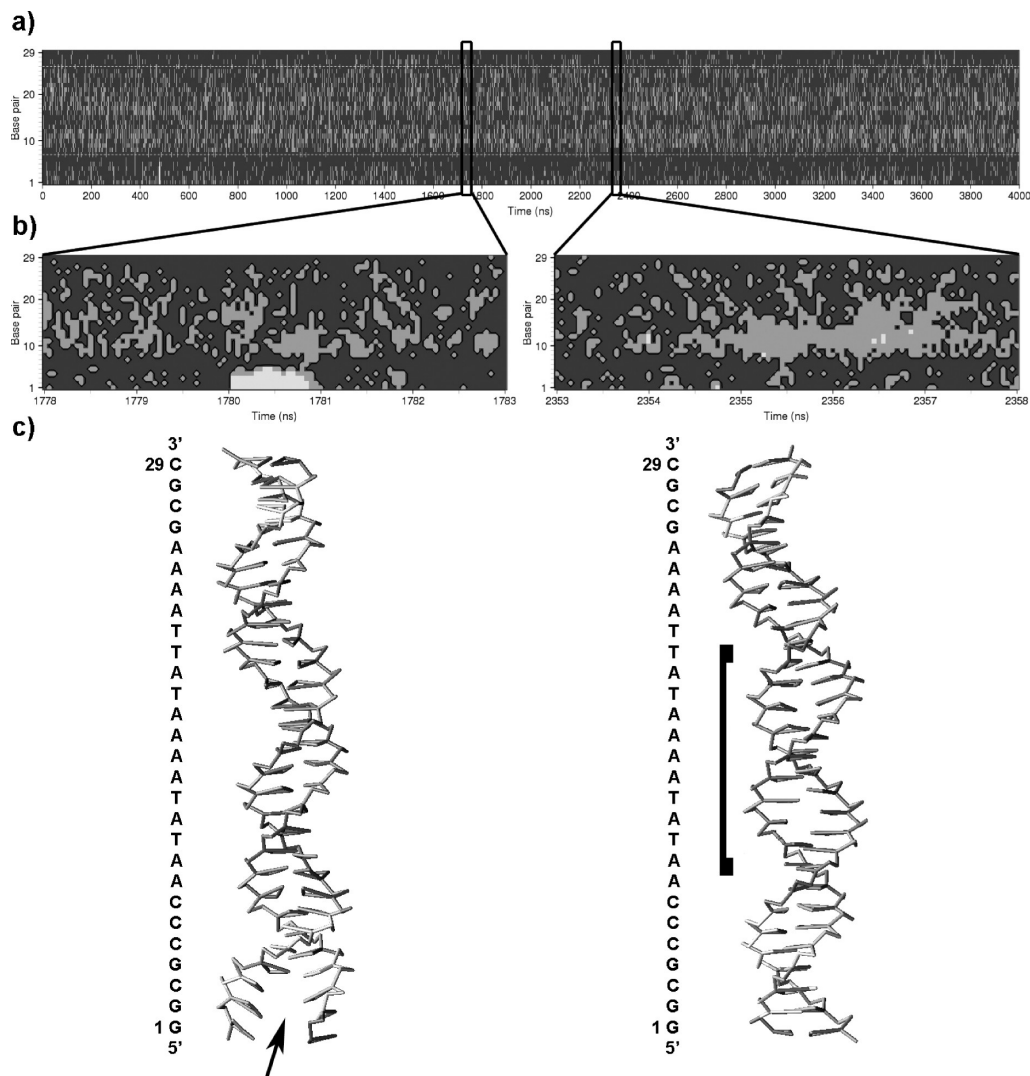 a)
29
20
10
1
Base pair
0 200 400 600 800 1000 1200 1400 1600 1800 2000 2200 2400 2600 2800 3000 3200 3400 3600 3800 4000
Time (ns)
b)
29
20
10
1
Base pair
1778 1779 1780 1781 1782 1783
Time (ns)
29
20
10
1
Base pair
2353 2354 2355 2356 2357 2358
Time (ns)
c)
3’
29 C
G
C
G
A
A
A
A
T
T
A
T
A
A
A
A
T
A
T
A
A
C
C
C
G
C
G
1 G
5’
3’
29 C
G
C
G
A
A
A
A
T
T
A
T
A
A
A
A
T
A
T
A
A
C
C
C
G
C
G
1 G
5’